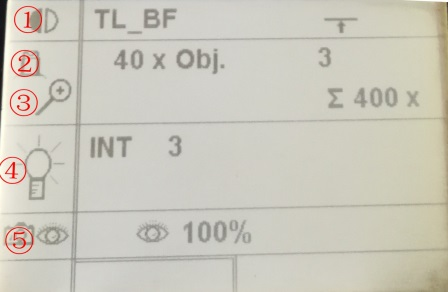 ① TL_BF
② 40 x Obj. 3
③ Σ 400 x
④ INT 3
⑤ 100%